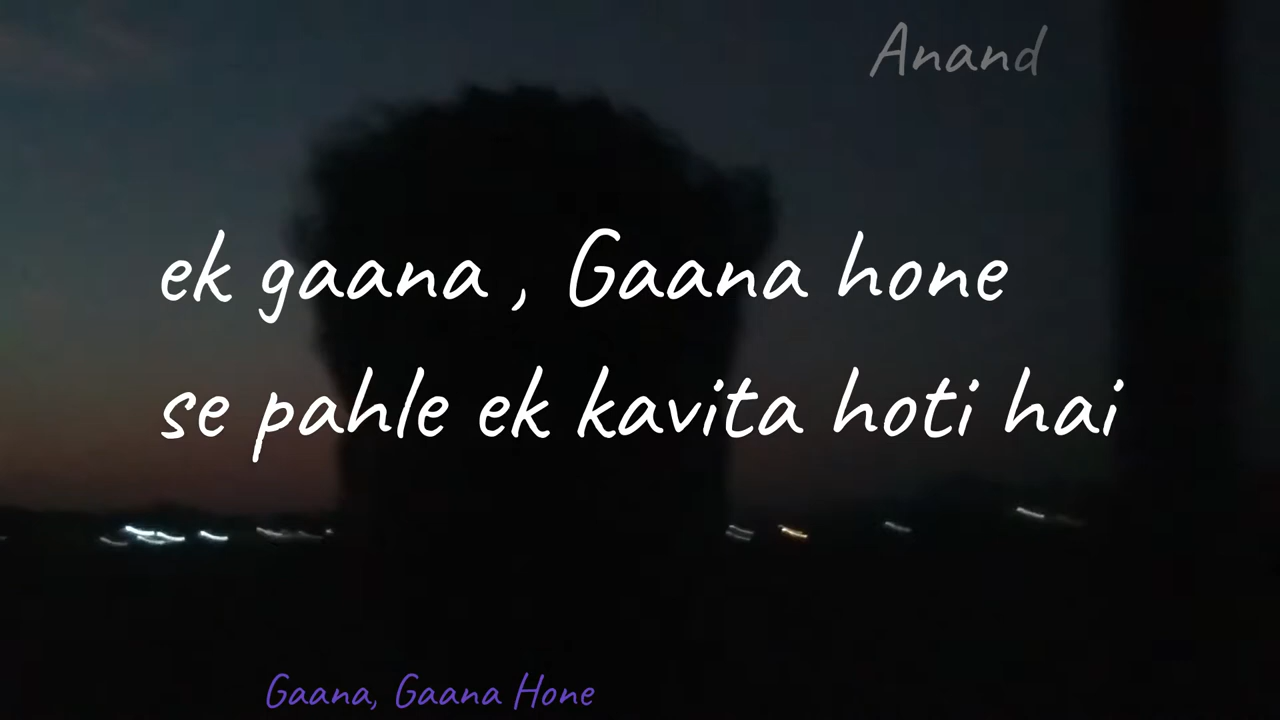 Anand
ek gaana , Gaana hone
se pahle ek kavita hoti hai
Gaana, Gaana Hone